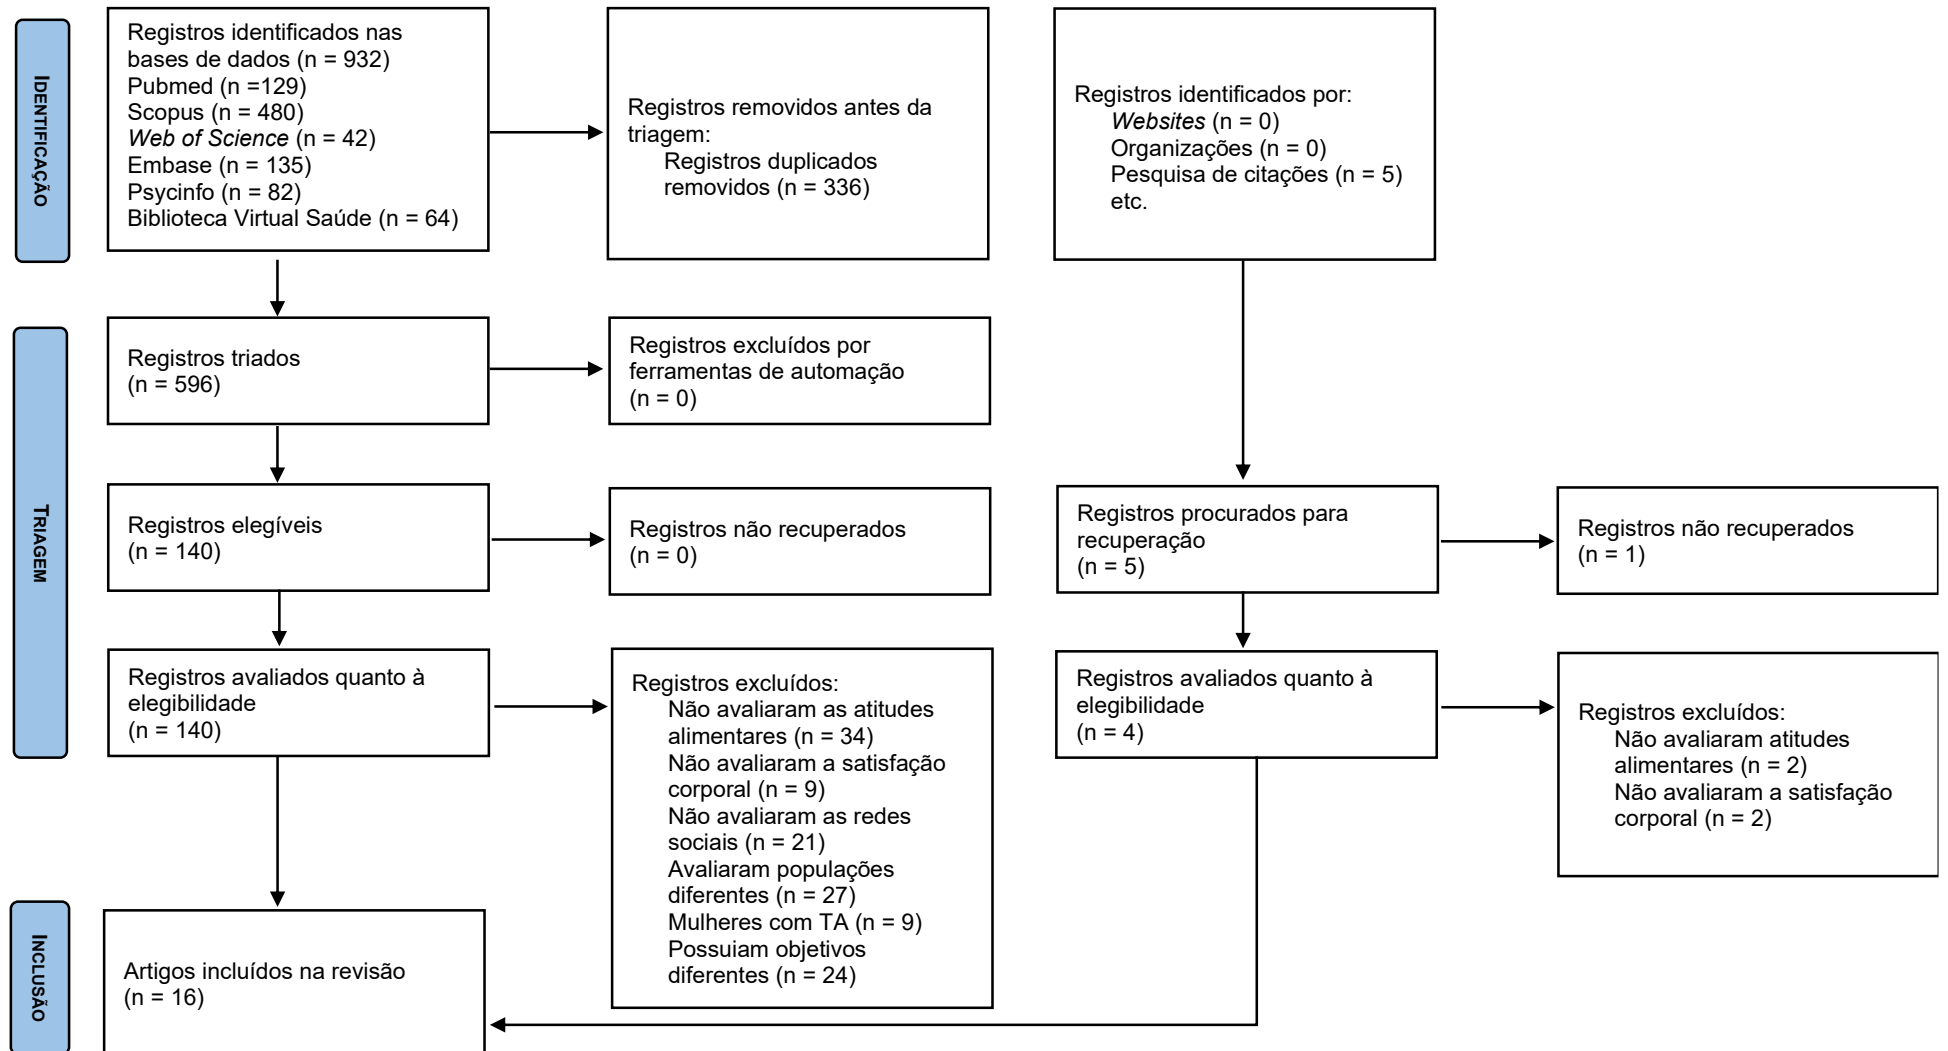 IDENTIFICAÇÃO
Registros identificados nas
bases de dados (n = 932)
Pubmed (n =129)
Scopus (n = 480)
Web of Science (n = 42)
Embase (n = 135)
Psycinfo (n = 82)
Biblioteca Virtual Saúde (n = 64)
Registros removidos antes da
triagem:
Registros duplicados
removidos (n = 336)
Registros identificados por:
Websites (n = 0)
Organizações (n = 0)
Pesquisa de citações (n = 5)
etc.
TRIAGEM
Registros triados
(n = 596)
Registros excluídos por
ferramentas de automação
(n = 0)
Registros elegíveis
(n = 140)
Registros não recuperados
(n = 0)
Registros procurados para
recuperação
(n = 5)
Registros não recuperados
(n = 1)
Registros avaliados quanto à
elegibilidade
(n = 140)
Registros excluídos:
Não avaliaram as atitudes
alimentares (n = 34)
Não avaliaram a satisfação
corporal (n = 9)
Não avaliaram as redes
sociais (n = 21)
Avaliaram populações
diferentes (n = 27)
Mulheres com TA (n = 9)
Possuiam objetivos
diferentes (n = 24)
Registros avaliados quanto à
elegibilidade
(n = 4)
Registros excluídos:
Não avaliaram atitudes
alimentares (n = 2)
Não avaliaram a satisfação
corporal (n = 2)
INCLUSÃO
Artigos incluídos na revisão
(n = 16)